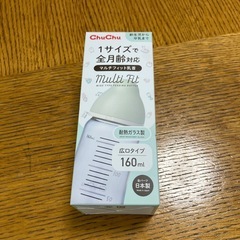 ChuChu
1サイズで
全月齢対応
マルチフィット乳首
Multi Fit
耐熱ガラス製
広口タイプ
160ml
日本製